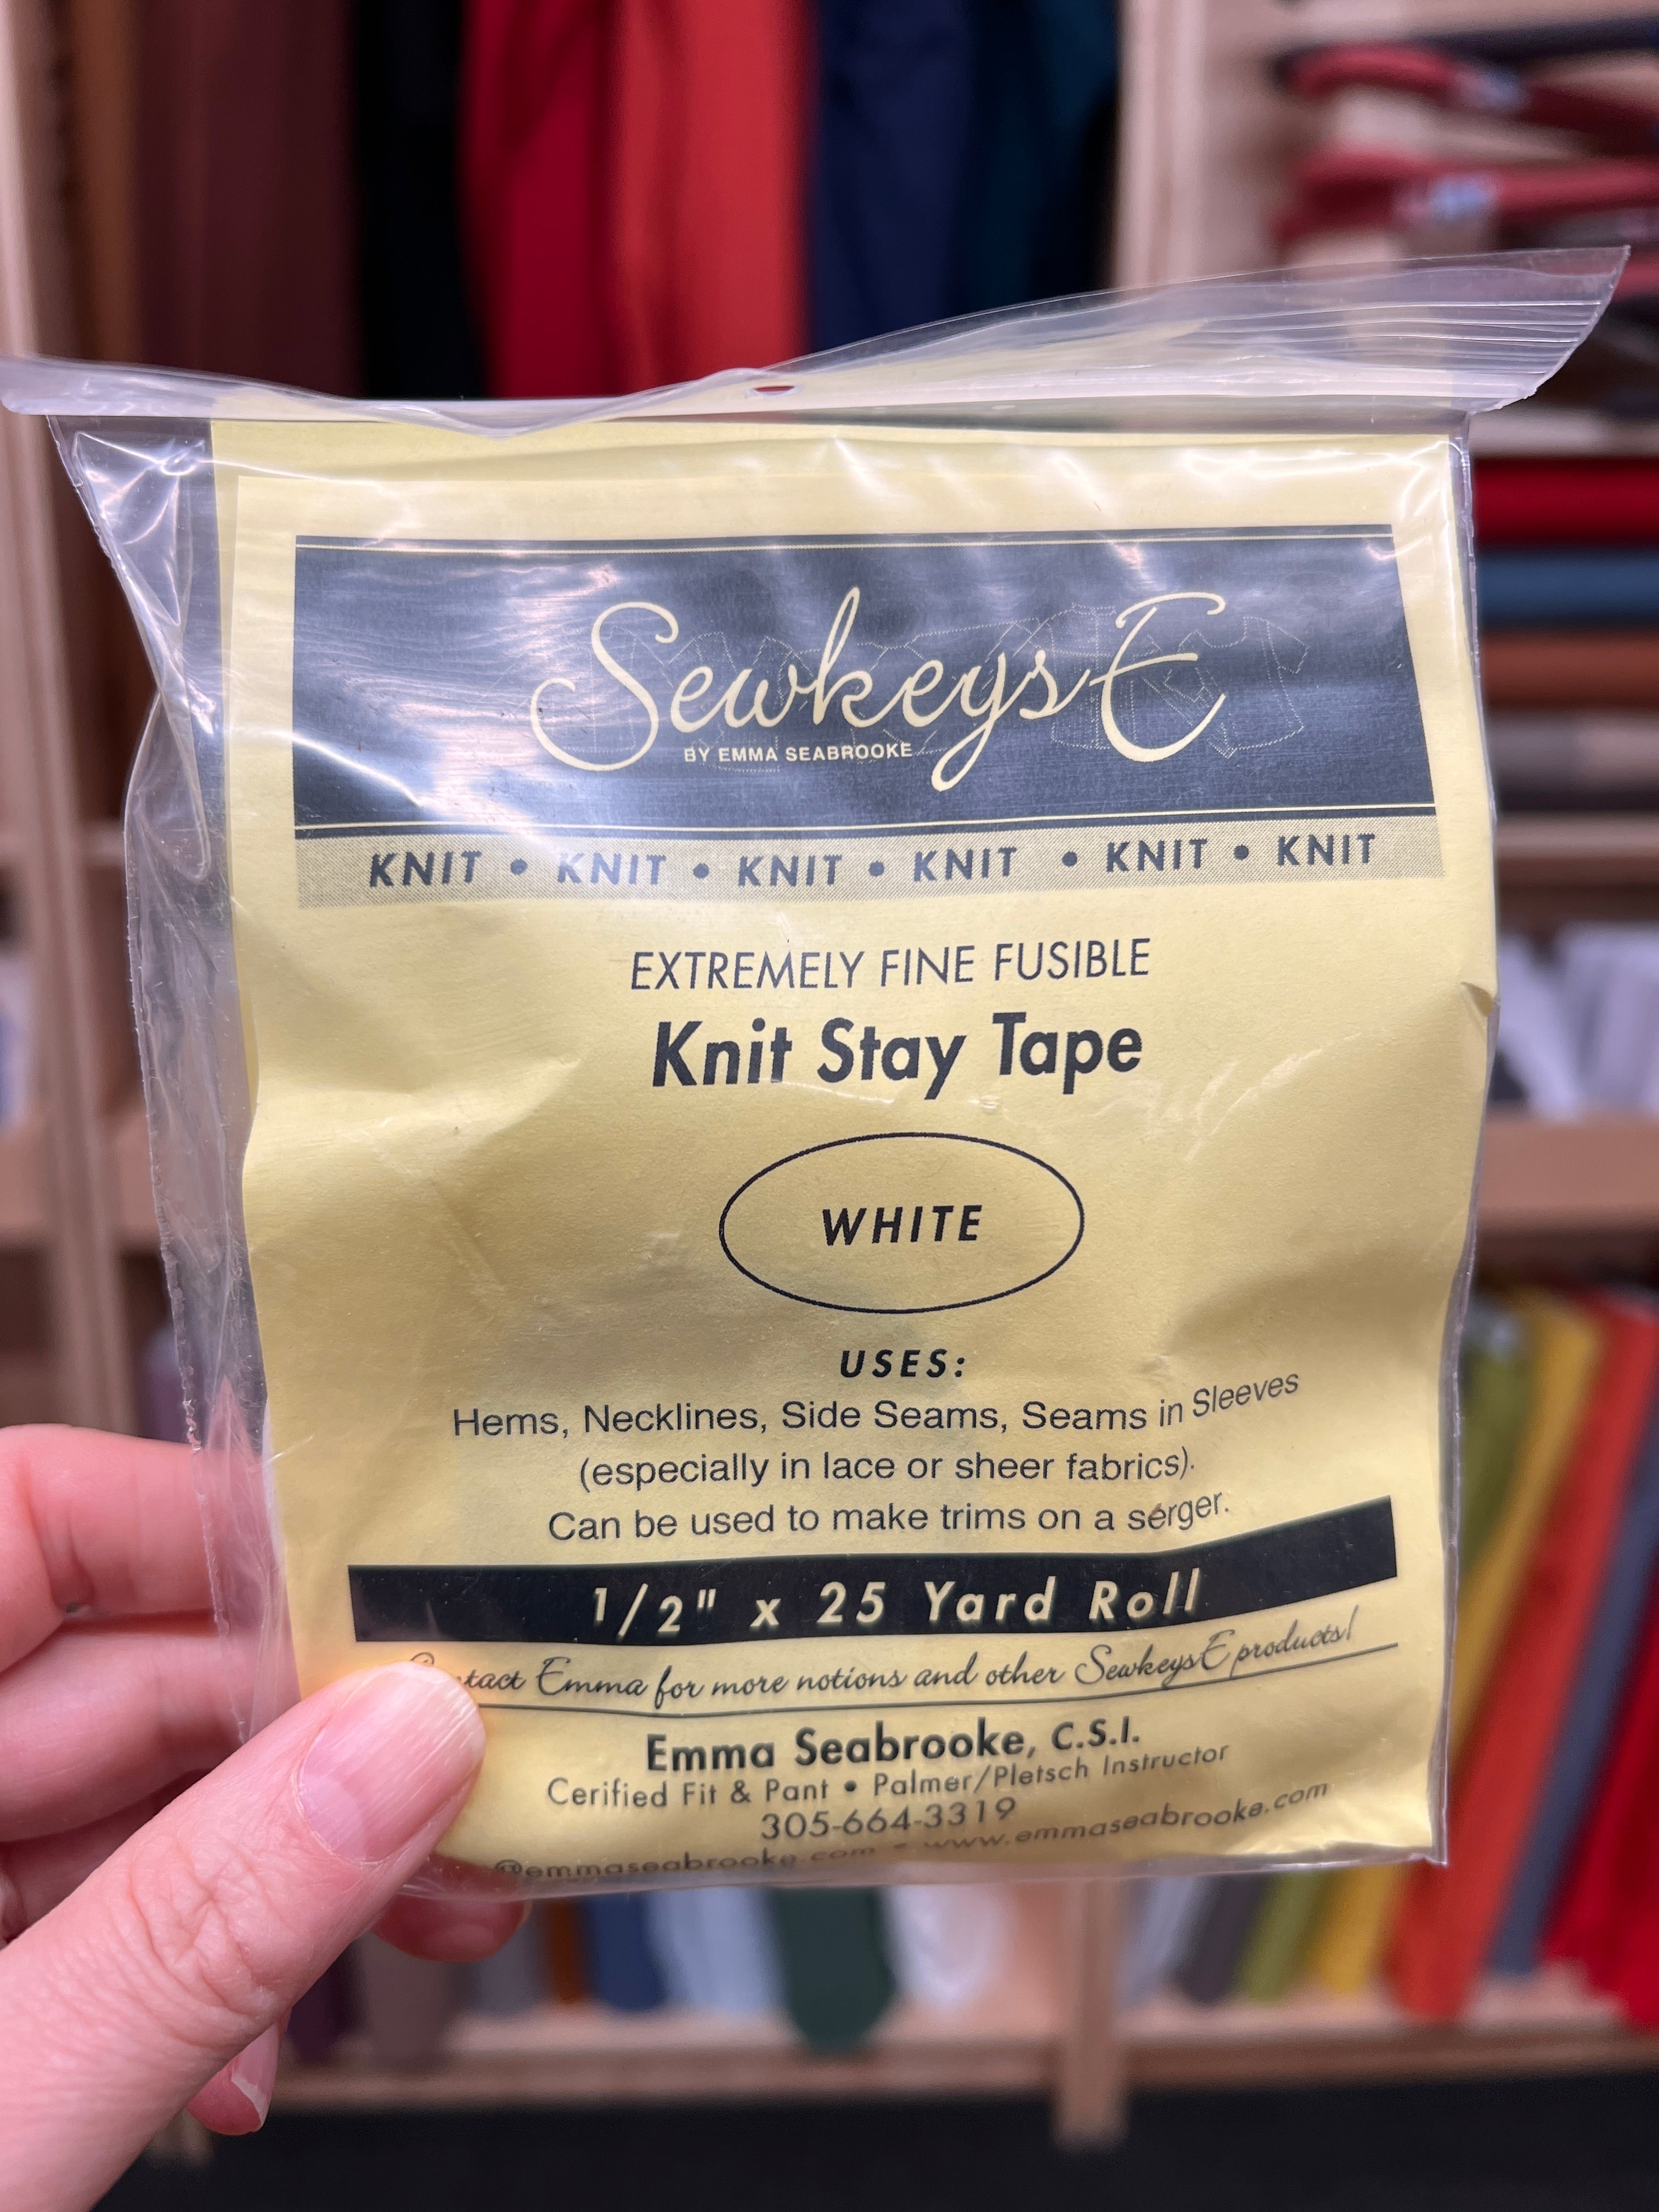 SewkeysE
BY EMMA SEABROOKE
KNIT • KNIT • KNIT • KNIT • KNIT • KNIT
EXTREMELY FINE FUSIBLE
Knit Stay Tape
WHITE
USES:
Hems, Necklines, Side Seams, Seams in Sleeves
(especially in lace or sheer fabrics).
Can be used to make trims on a serger.
1/2" x 25 Yard Roll
Emma for more notions and other SewkeysE products!
Emma Seabrooke, C.S.I.
Cerified Fit & Pant • Palmer/Pletsch Instructor
305-664-3319
@emmaseabrooke.com - www.emmaseabrooke.com